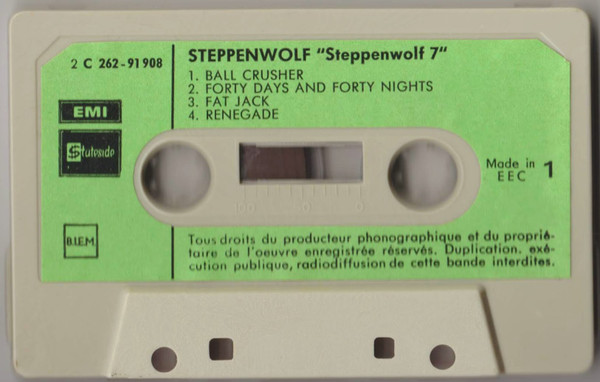 2 C 262-91908
STEPPENWOLF "Steppenwolf 7"
1. BALL CRUSHER
2. FORTY DAYS AND FORTY NIGHTS
3. FAT JACK
4. RENEGADE
EMI
Stateside
Made in
EEC
1
B.I.E.M.
Tous droits du producteur phonographique et du proprié-
taire de l'oeuvre enregistrée réservés. Duplication. exé-
cution publique, radiodiffusion de cette bande interdites.